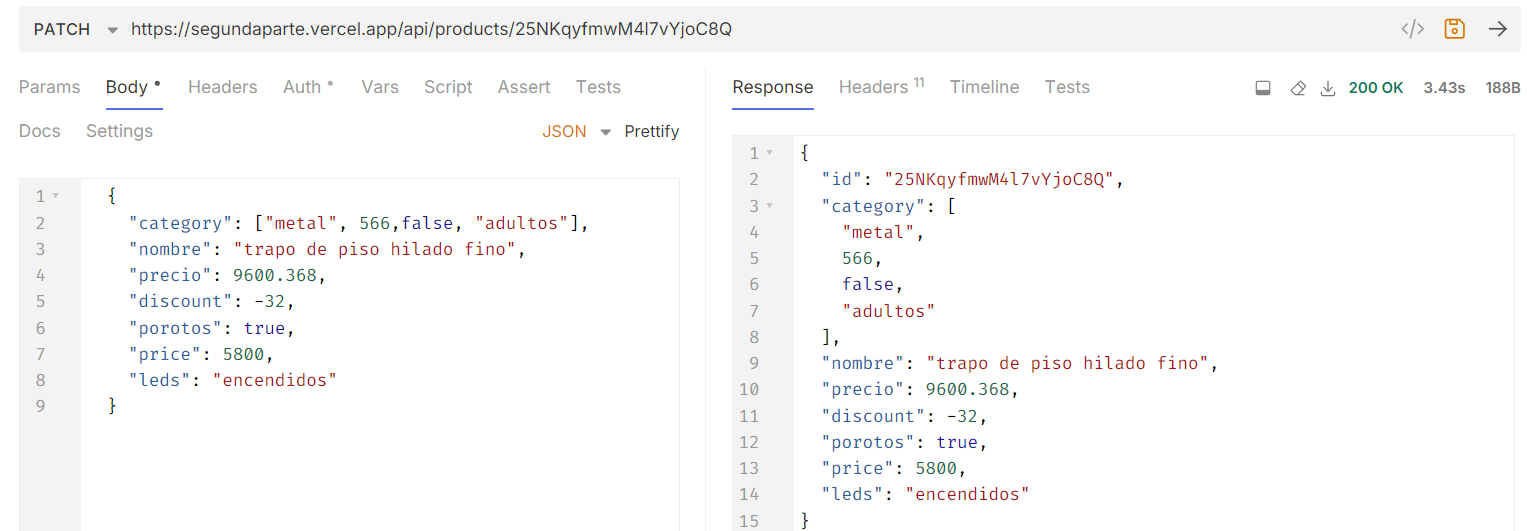 PATCH https://segundaparte.vercel.app/api/products/25NKqyfmwM4l7vYjoC8Q </>
Params Body Headers Auth Vars Script Assert Tests
Docs Settings JSON Prettify
1 {
2 "category": ["metal", 566,false, "adultos"],
3 "nombre": "trapo de piso hilado fino",
4 "precio": 9600.368,
5 "discount": -32,
6 "porotos": true,
7 "price": 5800,
8 "leds": "encendidos"
9 }
Response Headers 11 Timeline Tests 200 OK 3.43s 188B
1 {
2 "id": "25NKqyfmwM4l7vYjoC8Q",
3 "category": [
4 "metal",
5 566,
6 false,
7 "adultos"
8 ],
9 "nombre": "trapo de piso hilado fino",
10 "precio": 9600.368,
11 "discount": -32,
12 "porotos": true,
13 "price": 5800,
14 "leds": "encendidos"
15 }